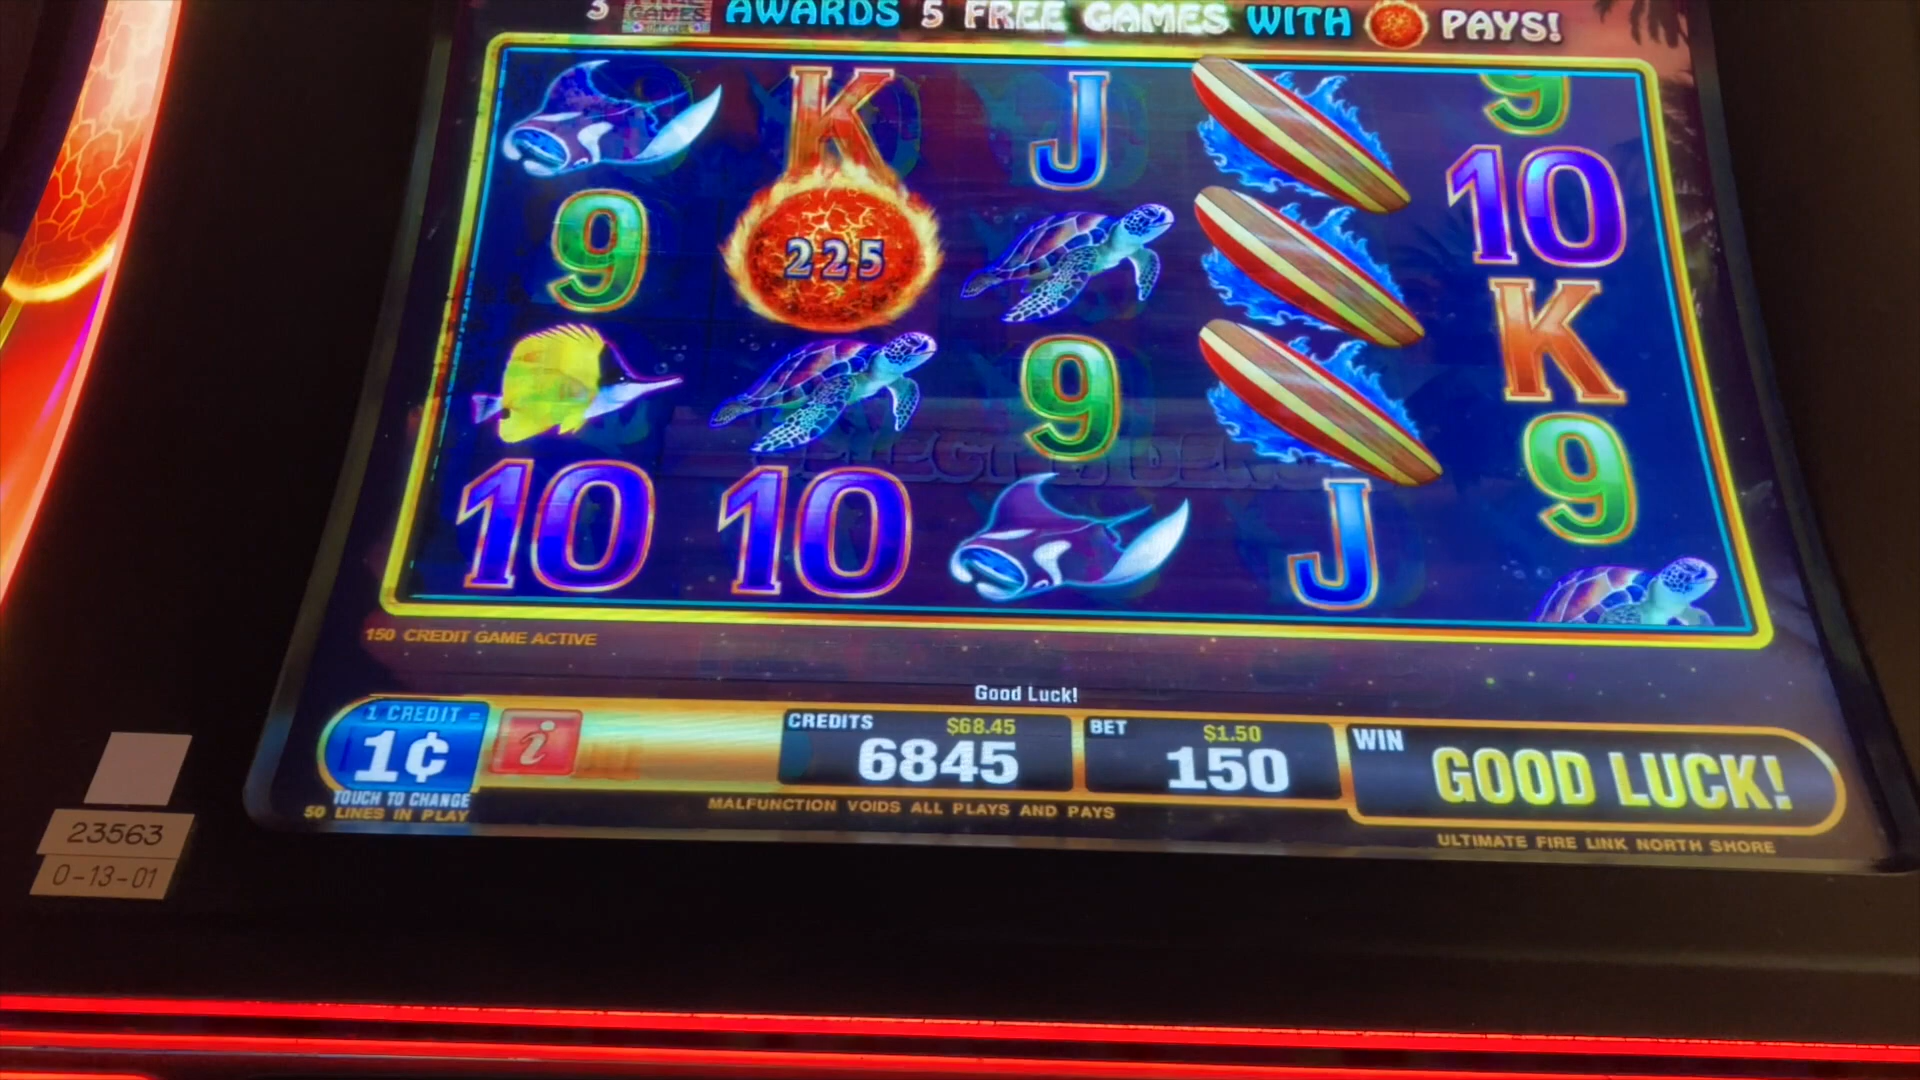 3 GAMES AWARDS 5 FREE GAMES WITH PAYS!
K J 9
9 225 10
9 K
10 10 J 9
150 CREDIT GAME ACTIVE
Good Luck!
1 CREDIT =
1¢
TOUCH TO CHANGE
50 LINES IN PLAY
i
CREDITS $68.45
6845
BET $1.50
150
WIN GOOD LUCK!
MALFUNCTION VOIDS ALL PLAYS AND PAYS
ULTIMATE FIRE LINK NORTH SHORE
23563
0-13-01